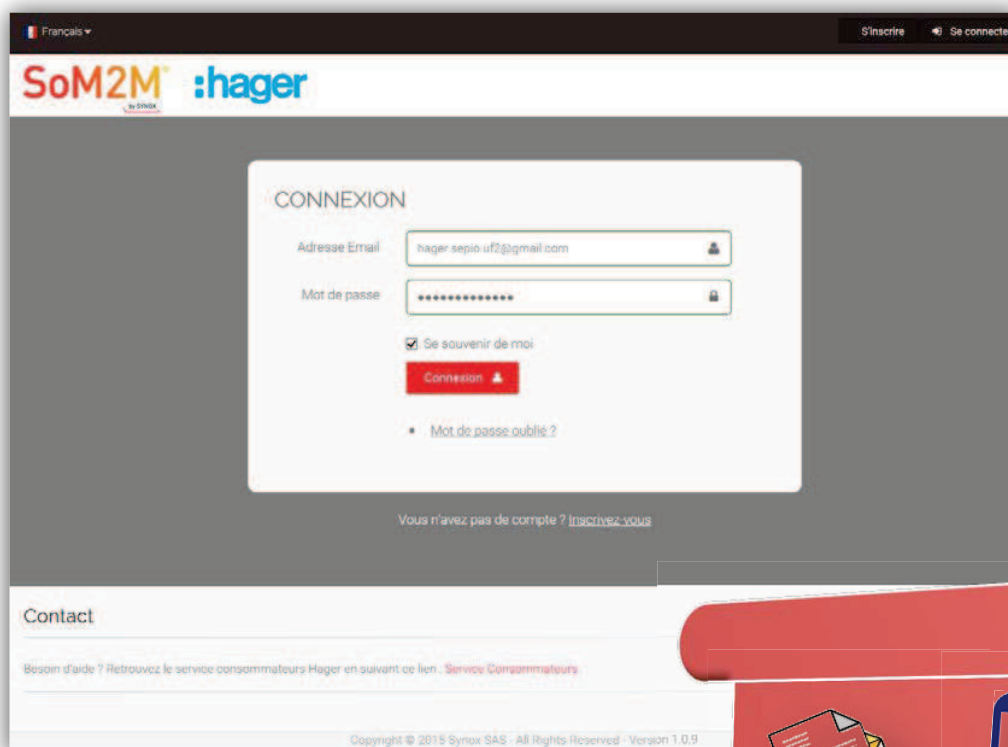 Français
S'inscrire
Se connecte
SoM2M
by SYNOX
:hager
CONNEXION
Adresse Email
hager.sepio.uf2@gmail.com
Mot de passe
•••••••••••••
Se souvenir de moi
Connexion
Mot de passe oublié ?
Vous n'avez pas de compte ? Inscrivez-vous
Contact
Besoin d'aide ? Retrouvez le service consommateurs Hager en suivant ce lien : Service Consommateurs
Copyright © 2015 Synox SAS - All Rights Reserved - Version 1.0.9